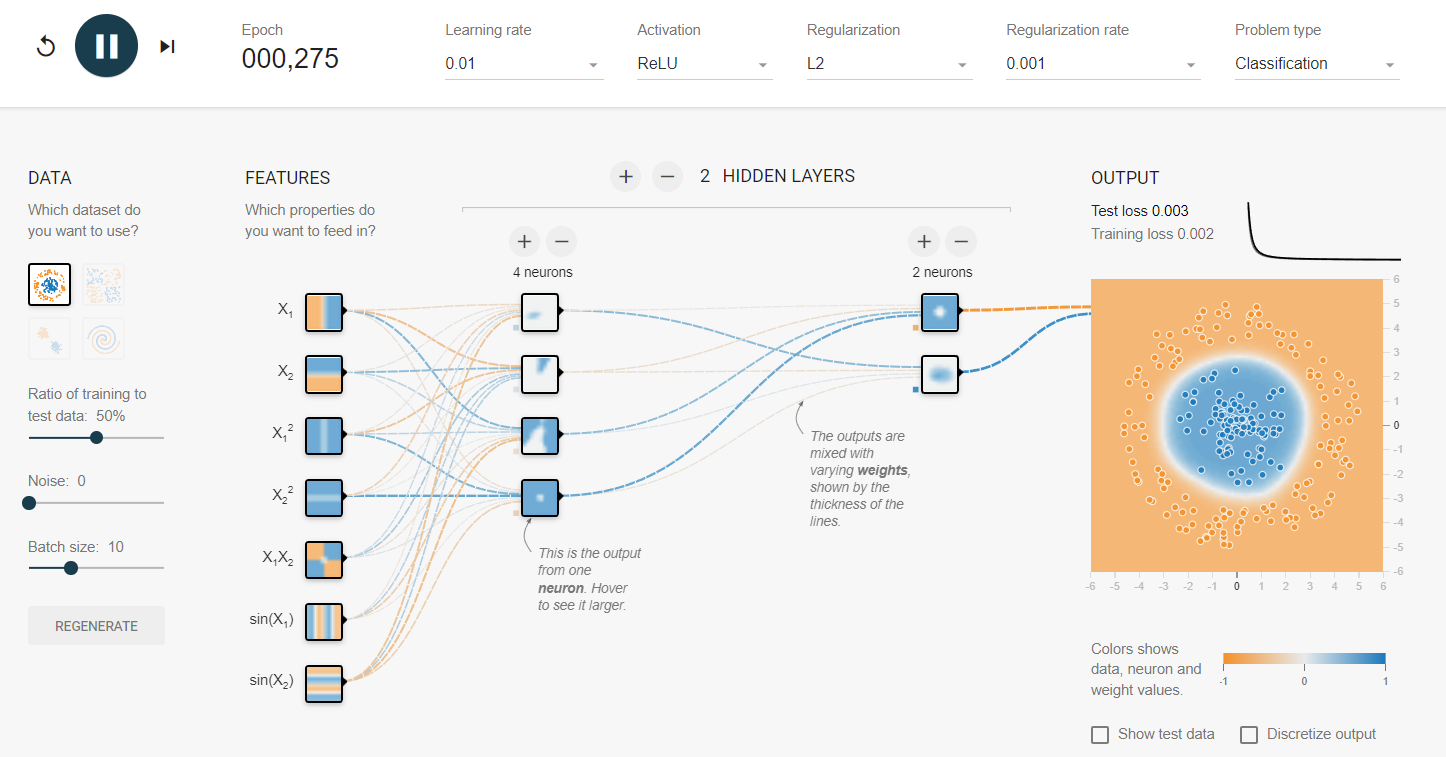 Epoch
000,275
Learning rate
0.01
Activation
ReLU
Regularization
L2
Regularization rate
0.001
Problem type
Classification
DATA
Which dataset do
you want to use?
Ratio of training to
test data: 50%
Noise: 0
Batch size: 10
REGENERATE
FEATURES
Which properties do
you want to feed in?
X₁
X₂
X₁²
X₂²
X₁X₂
sin(X₁)
sin(X₂)
2 HIDDEN LAYERS
4 neurons
2 neurons
This is the output
from one
neuron. Hover
to see it larger.
The outputs are
mixed with
varying weights,
shown by the
thickness of the
lines.
OUTPUT
Test loss 0.003
Training loss 0.002
6
5
4
3
2
1
0
-1
-2
-3
-4
-5
-6
-6 -5 -4 -3 -2 -1 0 1 2 3 4 5 6
Colors shows
data, neuron and
weight values.
-1 0 1
Show test data
Discretize output